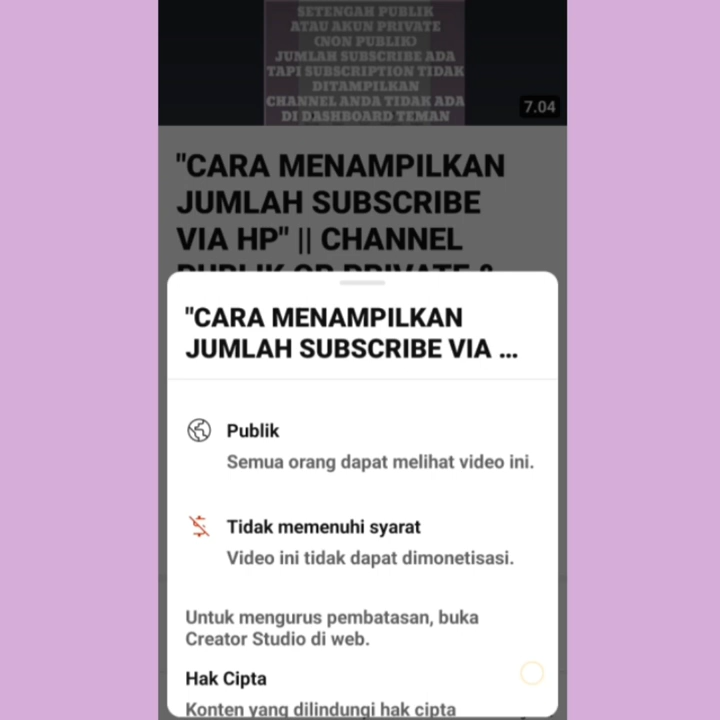 SETENGAH PUBLIK
ATAU AKUN PRIVATE
(NON PUBLIK)
JUMLAH SUBSCRIBE ADA
TAPI SUBSCRIPTION TIDAK
DITAMPILKAN
CHANNEL ANDA TIDAK ADA
DI DASHBOARD TEMAN
7.04
"CARA MENAMPILKAN
JUMLAH SUBSCRIBE
VIA HP" || CHANNEL
PUBLIK OR PRIVATE &
"CARA MENAMPILKAN
JUMLAH SUBSCRIBE VIA ...
Publik
Semua orang dapat melihat video ini.
Tidak memenuhi syarat
Video ini tidak dapat dimonetisasi.
Untuk mengurus pembatasan, buka
Creator Studio di web.
Hak Cipta
Konten yang dilindungi hak cipta